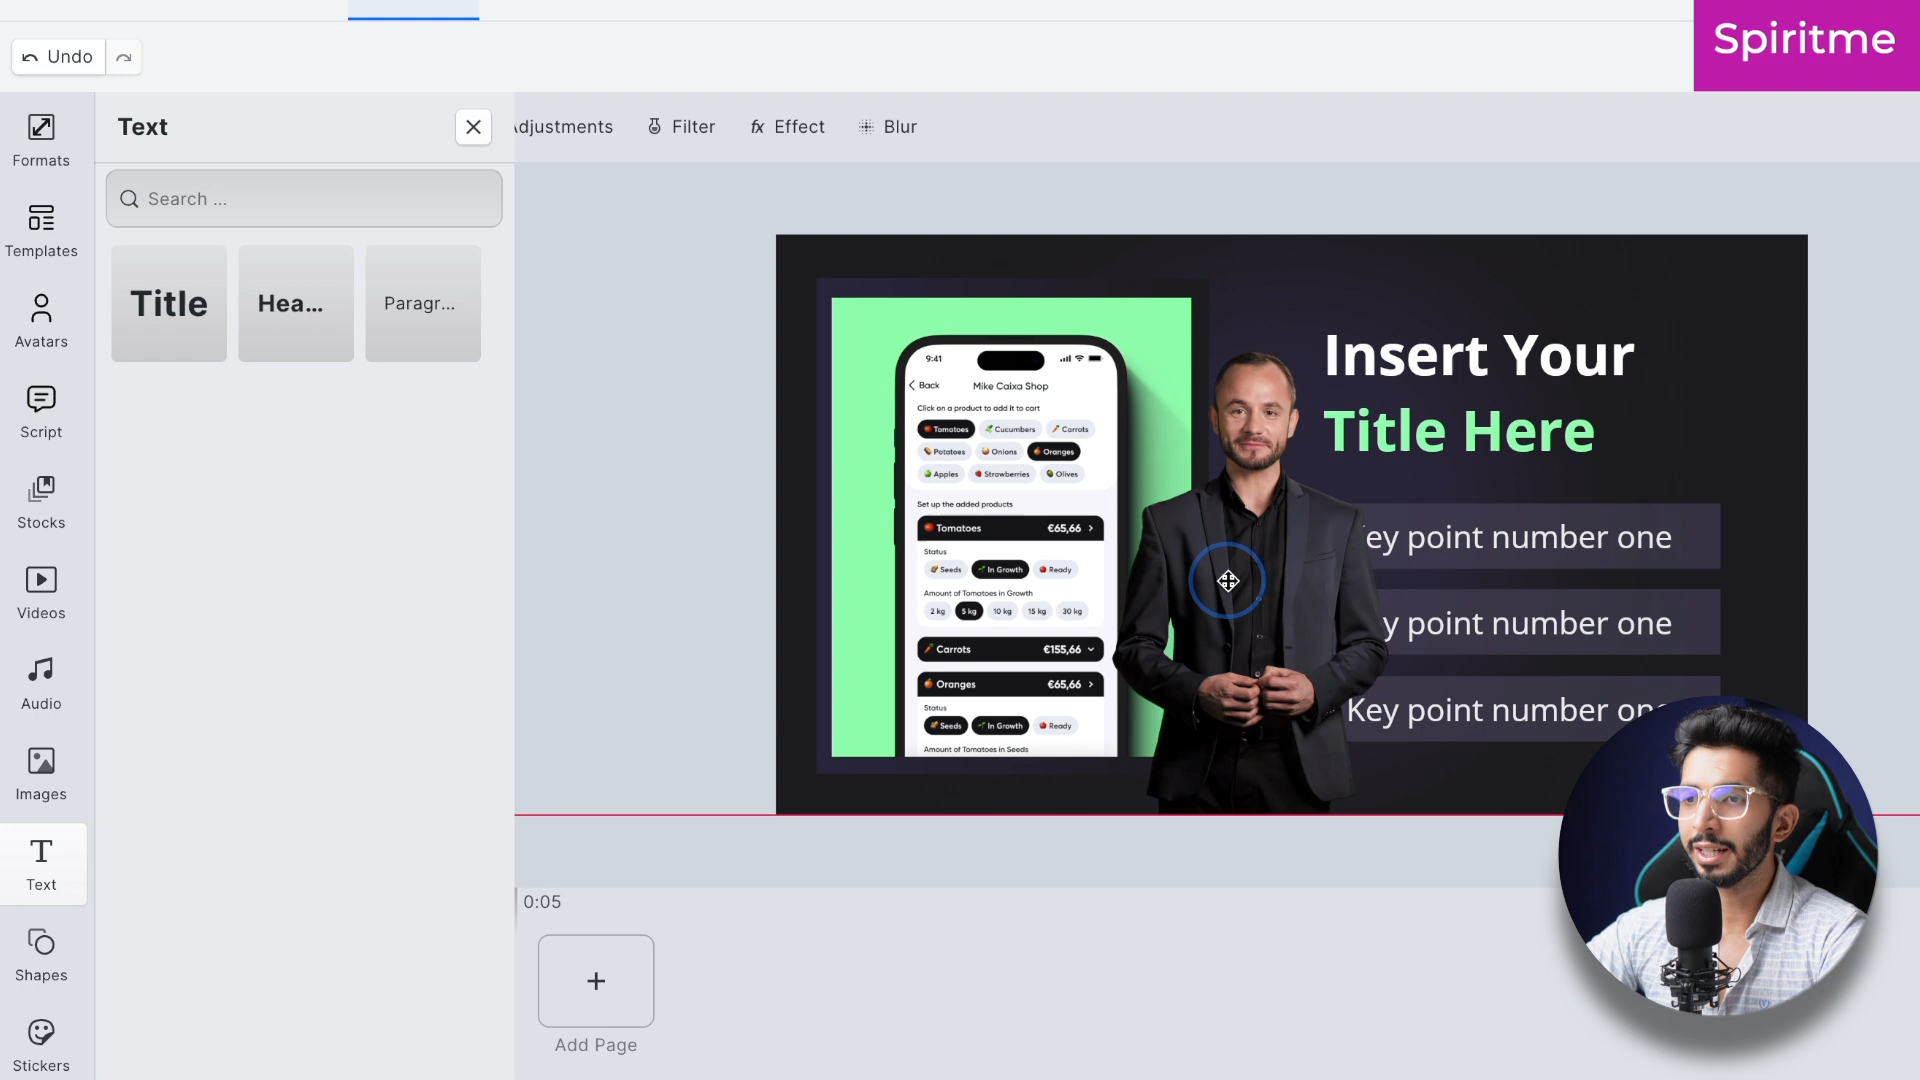 Undo
Spiritme
Formats
Templates
Avatars
Script
Stocks
Videos
Audio
Images
Text
Shapes
Stickers
Text
Search ...
Title
Hea...
Paragr...
djustments
Filter
fx Effect
Blur
9:41
Back
Mike Caixa Shop
Click on a product to add it to cart
Tomatoes Cucumbers Carrots
Potatoes Onions Oranges
Apples Strawberries Olives
Set up the added products
Tomatoes €65,66
Status
Seeds In Growth Ready
Amount of Tomatoes in Growth
2 kg 5 kg 10 kg 15 kg 30 kg
Carrots €155,66
Oranges €65,66
Status
Seeds In Growth Ready
Amount of Tomatoes in Seeds
Insert Your
Title Here
ey point number one
y point number one
Key point number one
0:05
+
Add Page